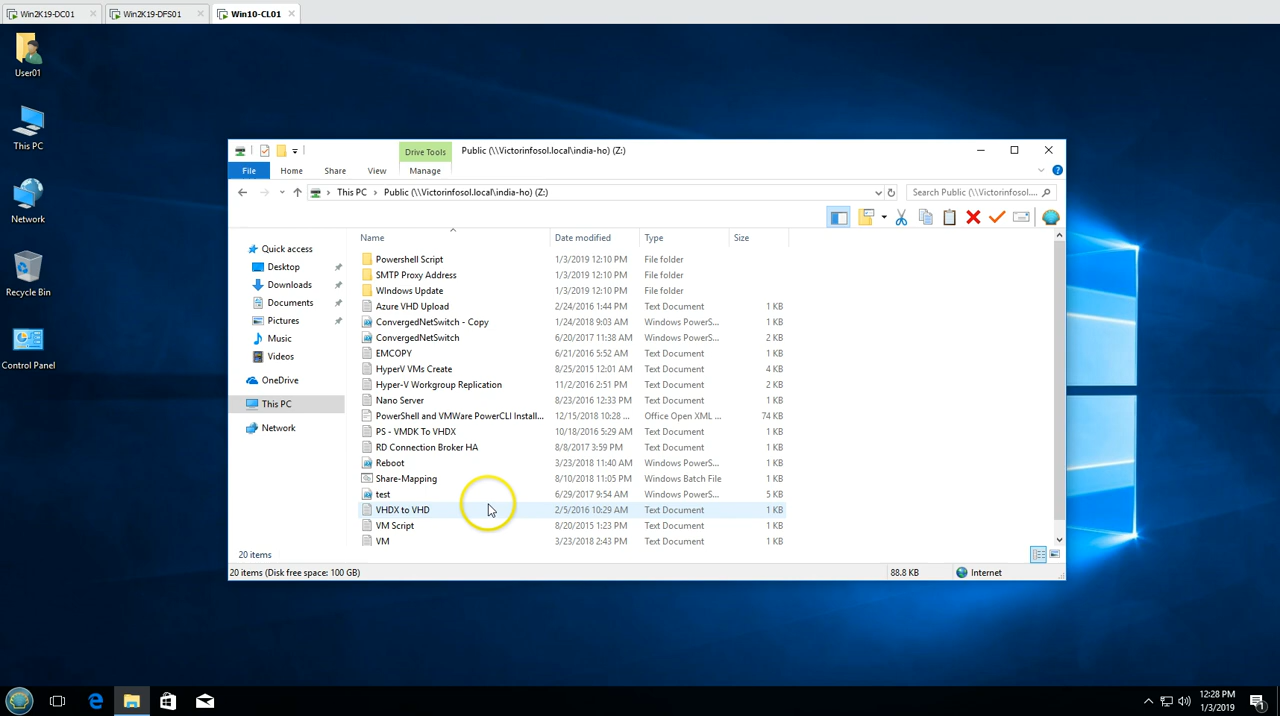 Win2K19-DC01
Win2K19-DFS01
Win10-CL01
User01
This PC
Network
Recycle Bin
Control Panel
Drive Tools
Public (\\Victorinfosol.local\india-ho) (Z:)
File
Home
Share
View
Manage
This PC
Public (\\Victorinfosol.local\india-ho) (Z:)
Search Public (\\Victorinfosol....
Quick access
Desktop
Downloads
Documents
Pictures
Music
Videos
OneDrive
This PC
Network
Name Date modified Type Size
Powershell Script 1/3/2019 12:10 PM File folder
SMTP Proxy Address 1/3/2019 12:10 PM File folder
WIndows Update 1/3/2019 12:10 PM File folder
Azure VHD Upload 2/24/2016 1:44 PM Text Document 1 KB
ConvergedNetSwitch - Copy 1/24/2018 9:03 AM Windows PowerS... 1 KB
ConvergedNetSwitch 6/20/2017 11:38 AM Windows PowerS... 2 KB
EMCOPY 6/21/2016 5:52 AM Text Document 1 KB
HyperV VMs Create 8/25/2015 12:01 AM Text Document 4 KB
Hyper-V Workgroup Replication 11/2/2016 2:51 PM Text Document 2 KB
Nano Server 8/23/2016 12:33 PM Text Document 1 KB
PowerShell and VMWare PowerCLI Install... 12/15/2018 10:28 ... Office Open XML ... 74 KB
PS - VMDK To VHDX 10/18/2016 5:29 AM Text Document 1 KB
RD Connection Broker HA 8/8/2017 3:59 PM Text Document 1 KB
Reboot 3/23/2018 11:40 AM Windows PowerS... 1 KB
Share-Mapping 8/10/2018 11:05 PM Windows Batch File 1 KB
test 6/29/2017 9:54 AM Windows PowerS... 5 KB
VHDX to VHD 2/5/2016 10:29 AM Text Document 1 KB
VM Script 8/20/2015 1:23 PM Text Document 1 KB
VM 3/23/2018 2:43 PM Text Document 1 KB
20 items
20 items (Disk free space: 100 GB) 88.8 KB Internet
12:28 PM
1/3/2019
1